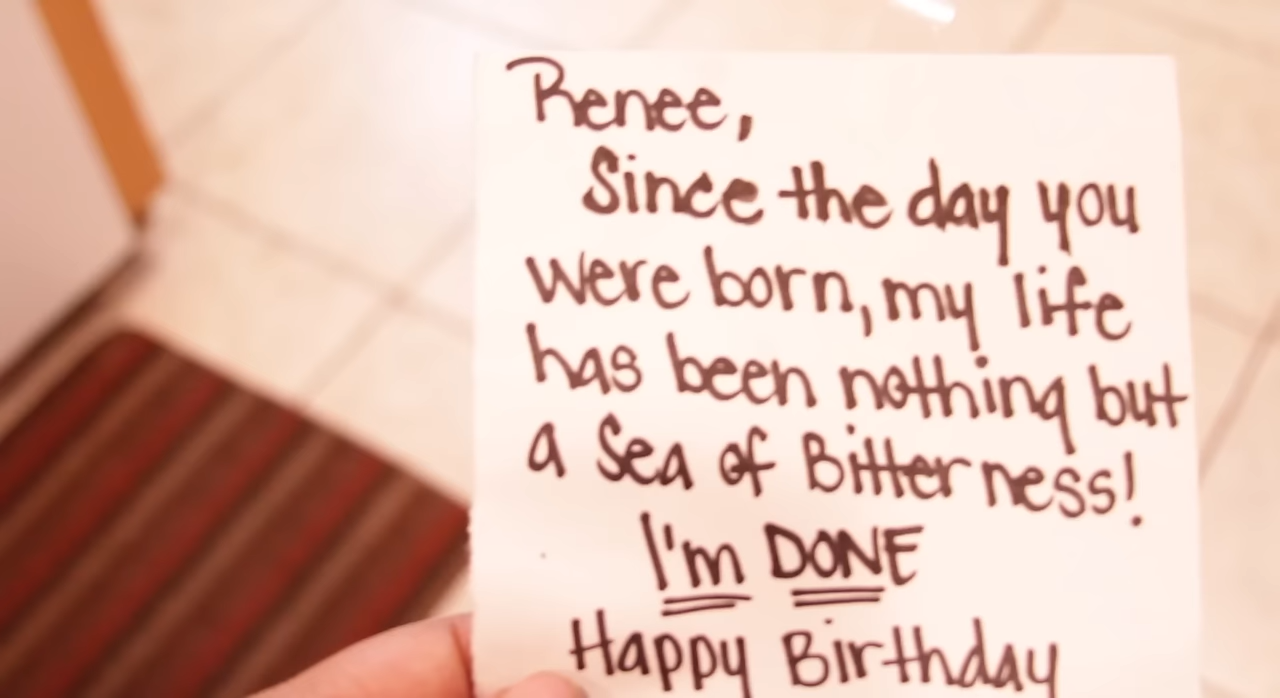 Renee,
Since the day you
were born, my life
has been nothing but
a Sea of Bitterness!
I'm DONE
Happy Birthday